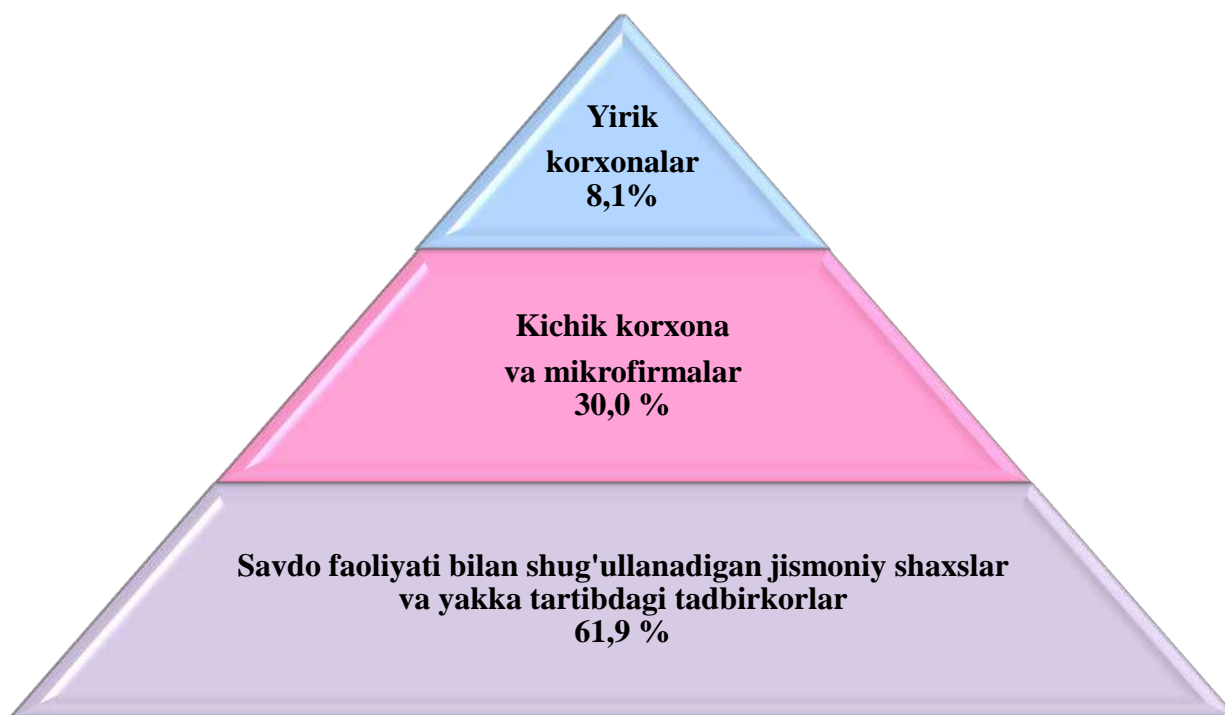 Yirik
korxonalar
8,1%
Kichik korxona
va mikrofirmalar
30,0 %
Savdo faoliyati bilan shug'ullanadigan jismoniy shaxslar
va yakka tartibdagi tadbirkorlar
61,9 %